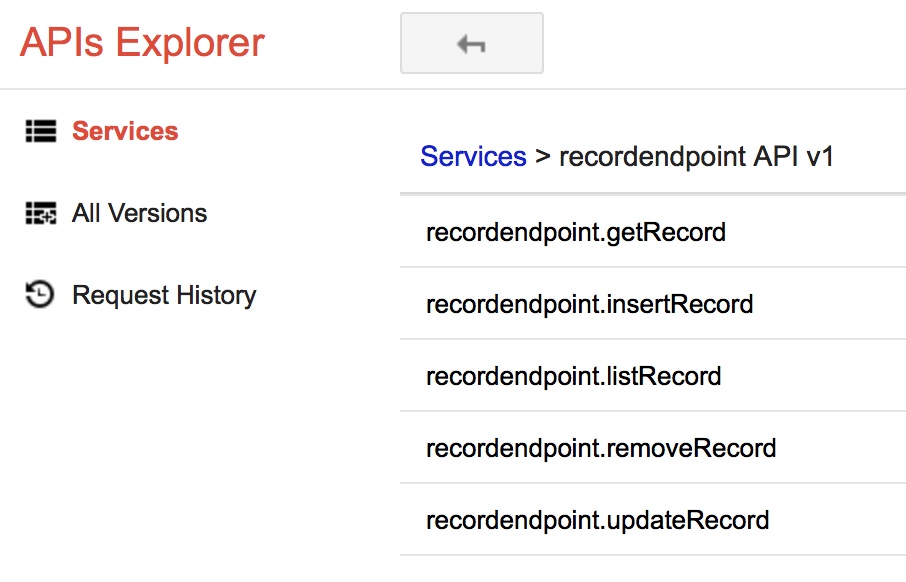 APIs Explorer
Services
All Versions
Request History
Services > recordendpoint API v1
recordendpoint.getRecord
recordendpoint.insertRecord
recordendpoint.listRecord
recordendpoint.removeRecord
recordendpoint.updateRecord